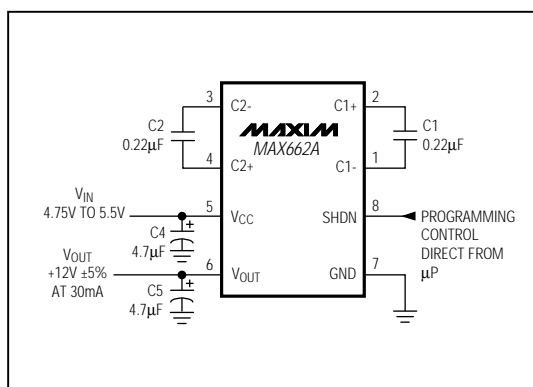 3
C2-
C1+
2
C2
0.22µF
MAXIM
MAX662A
C1
0.22µF
4
C2+
C1-
1
VIN
4.75V TO 5.5V
5
VCC
SHDN
8
PROGRAMMING
CONTROL
DIRECT FROM
µP
+
C4
4.7µF
VOUT
+12V ±5%
AT 30mA
6
VOUT
GND
7
+
C5
4.7µF